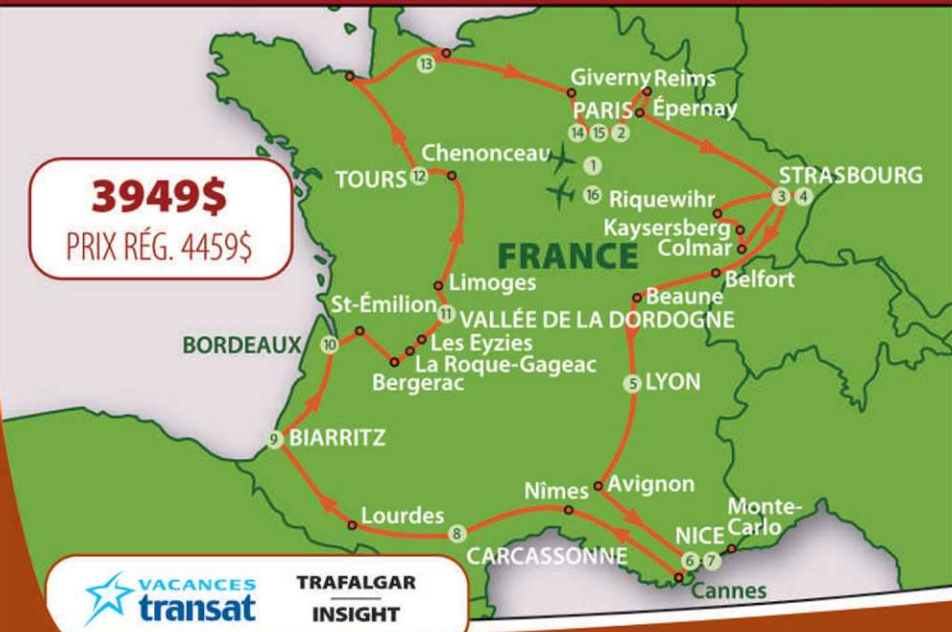 13
Giverny Reims
PARIS Épernay
14 15 2
Chenonceau
1
TOURS 12
STRASBOURG
3 4
16
Riquewihr
3949$
PRIX RÉG. 4459$
Kaysersberg
Colmar
FRANCE
Belfort
Limoges
Beaune
St-Émilion
11 VALLÉE DE LA DORDOGNE
BORDEAUX 10
Les Eyzies
La Roque-Gageac
Bergerac
5 LYON
9 BIARRITZ
Avignon
Nîmes
Monte-
Carlo
Lourdes
8
CARCASSONNE
NICE
6 7
Cannes
VACANCES
transat
TRAFALGAR
INSIGHT